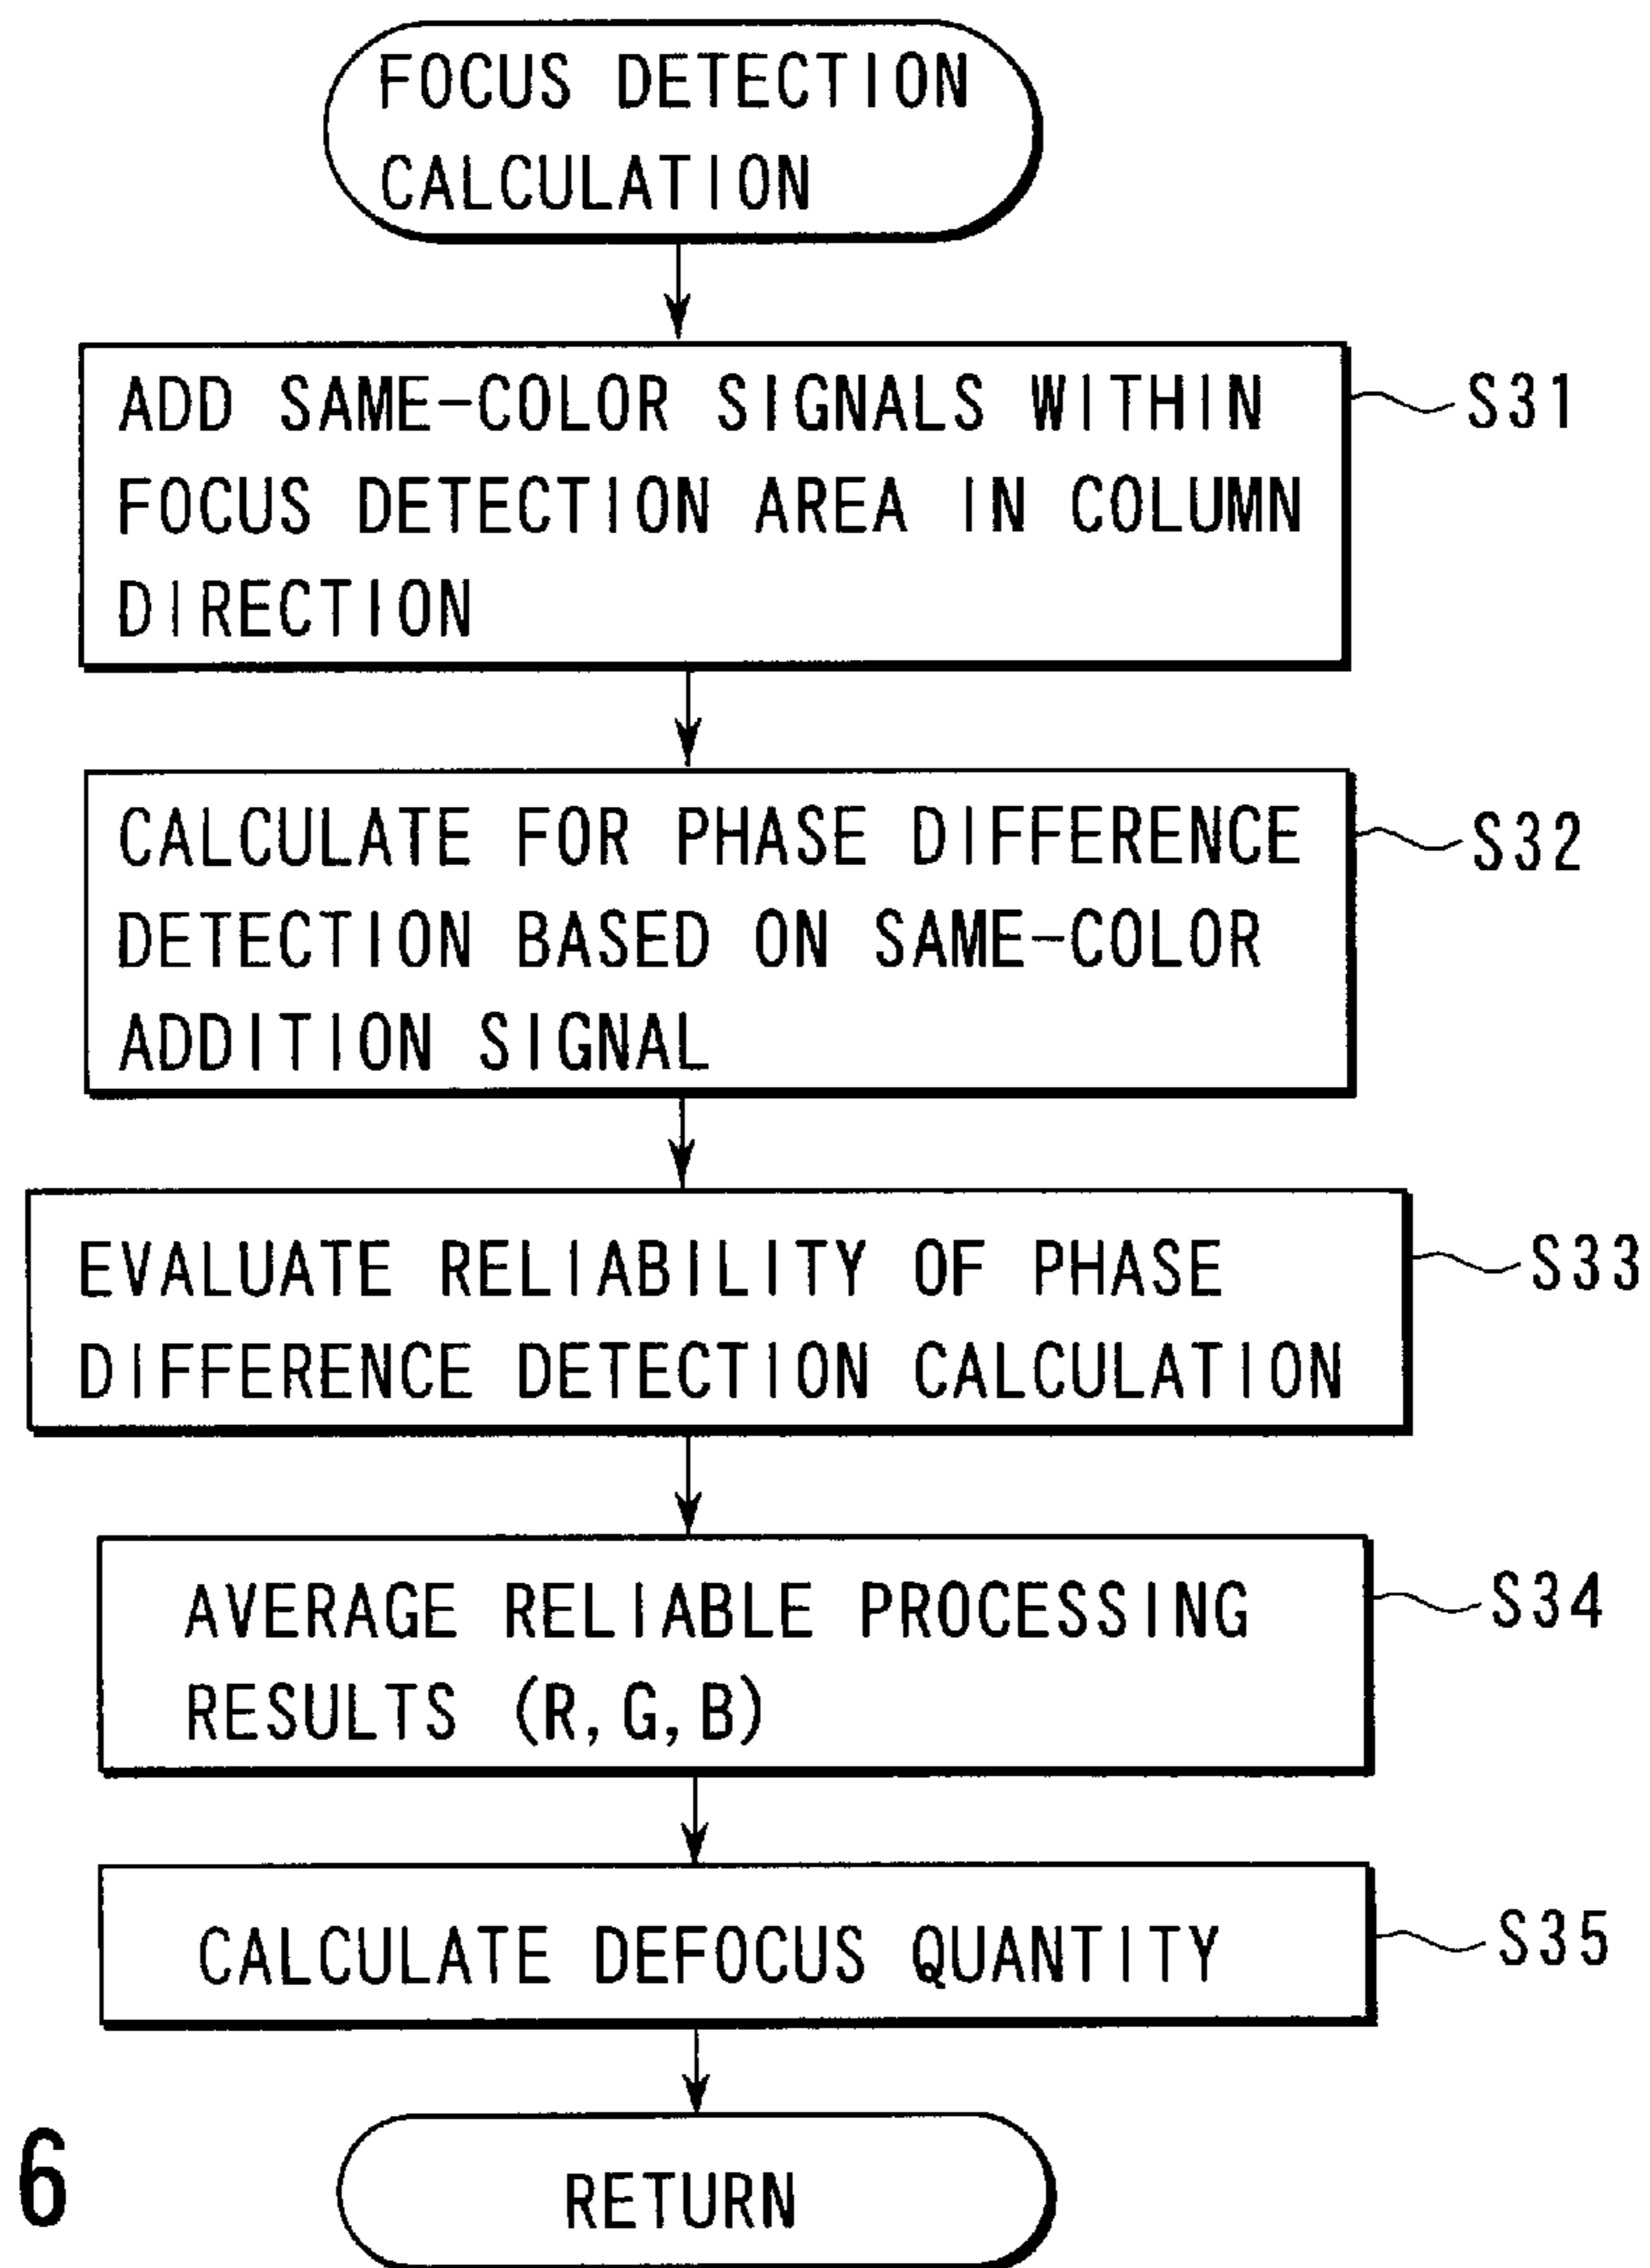 FOCUS DETECTION
CALCULATION
ADD SAME-COLOR SIGNALS WITHIN
FOCUS DETECTION AREA IN COLUMN
DIRECTION
S31
CALCULATE FOR PHASE DIFFERENCE
DETECTION BASED ON SAME-COLOR
ADDITION SIGNAL
S32
EVALUATE RELIABILITY OF PHASE
DIFFERENCE DETECTION CALCULATION
S33
AVERAGE RELIABLE PROCESSING
RESULTS (R, G, B)
S34
CALCULATE DEFOCUS QUANTITY
S35
RETURN
6